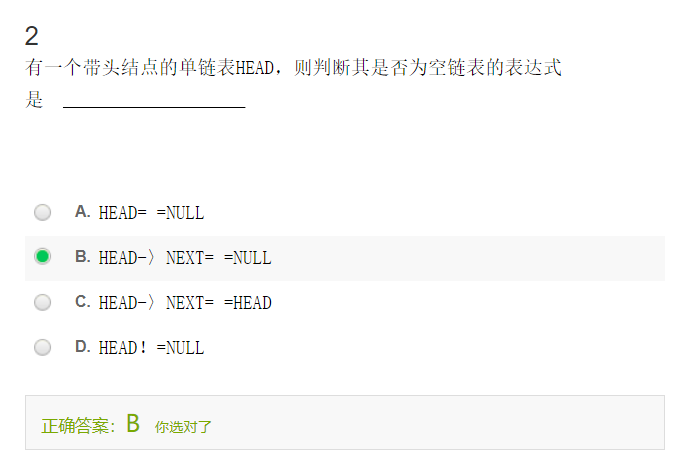 2
有一个带头结点的单链表HEAD，则判断其是否为空链表的表达式
是 ____________________
A. HEAD= =NULL
B. HEAD-〉NEXT= =NULL
C. HEAD-〉NEXT= =HEAD
D. HEAD！=NULL
正确答案： B 你选对了